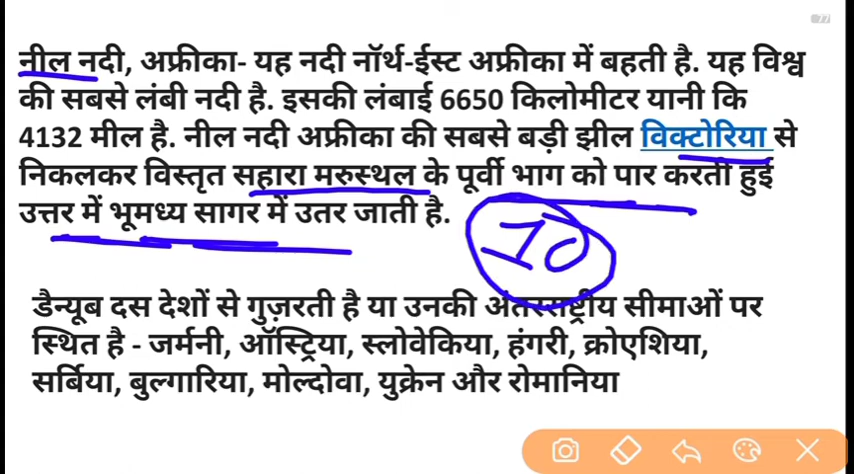 77
नील नदी, अफ्रीका- यह नदी नॉर्थ-ईस्ट अफ्रीका में बहती है. यह विश्व
की सबसे लंबी नदी है. इसकी लंबाई 6650 किलोमीटर यानी कि
4132 मील है. नील नदी अफ्रीका की सबसे बड़ी झील विक्टोरिया से
निकलकर विस्तृत सहारा मरुस्थल के पूर्वी भाग को पार करती हुई
उत्तर में भूमध्य सागर में उतर जाती है.
10
डैन्यूब दस देशों से गुज़रती है या उनकी अंतरराष्ट्रीय सीमाओं पर
स्थित है - जर्मनी, ऑस्ट्रिया, स्लोवेकिया, हंगरी, क्रोएशिया,
सर्बिया, बुल्गारिया, मोल्दोवा, युक्रेन और रोमानिया